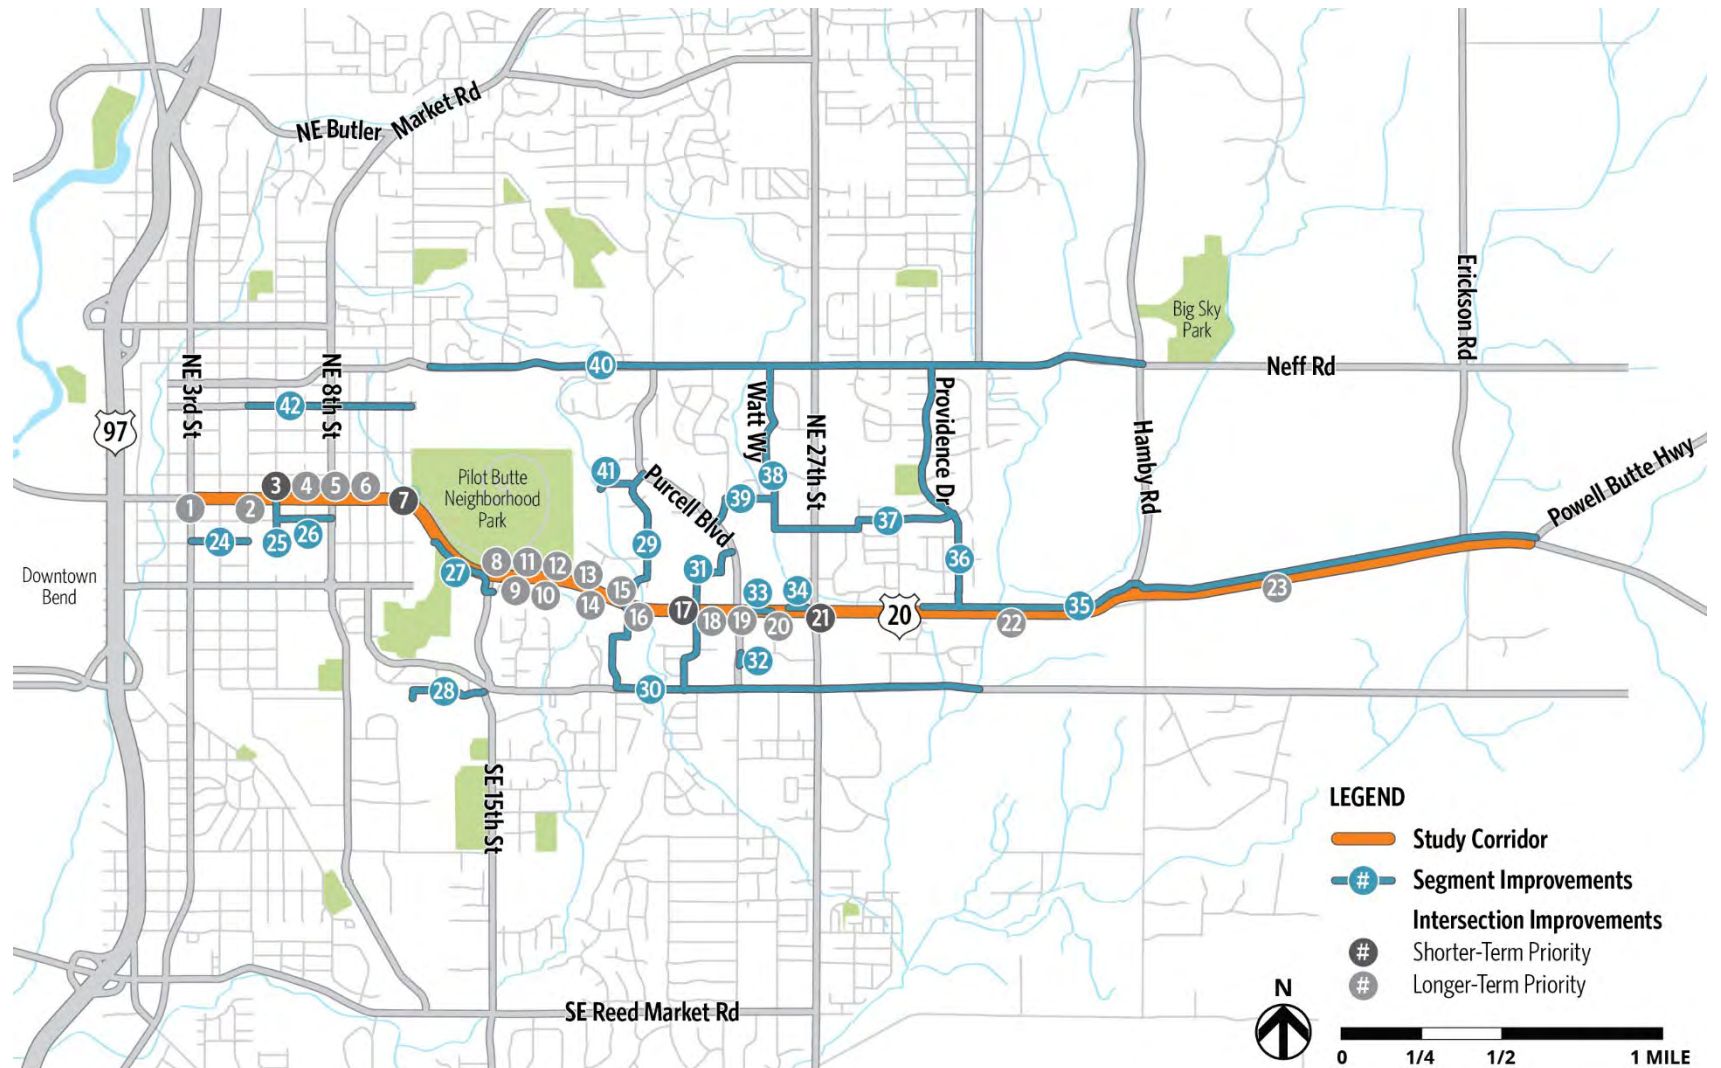 NE Butler Market Rd
Big Sky
Park
Erickson Rd
NE 3rd St
NE 8th St
40
Neff Rd
42
97
Watt Wy
Providence Dr
NE 27th St
Hamby Rd
Powell Butte Hwy
Pilot Butte
Neighborhood
Park
41
Purcell Blvd
38
39
3
4
5
6
7
1
2
37
24
25
26
29
36
Downtown
Bend
27
8
11
12
13
31
9
10
14
15
33
34
23
16
17
18
19
20
21
20
22
35
32
28
30
SE 15th St
LEGEND
Study Corridor
# Segment Improvements
Intersection Improvements
# Shorter-Term Priority
# Longer-Term Priority
SE Reed Market Rd
N
0 1/4 1/2 1 MILE